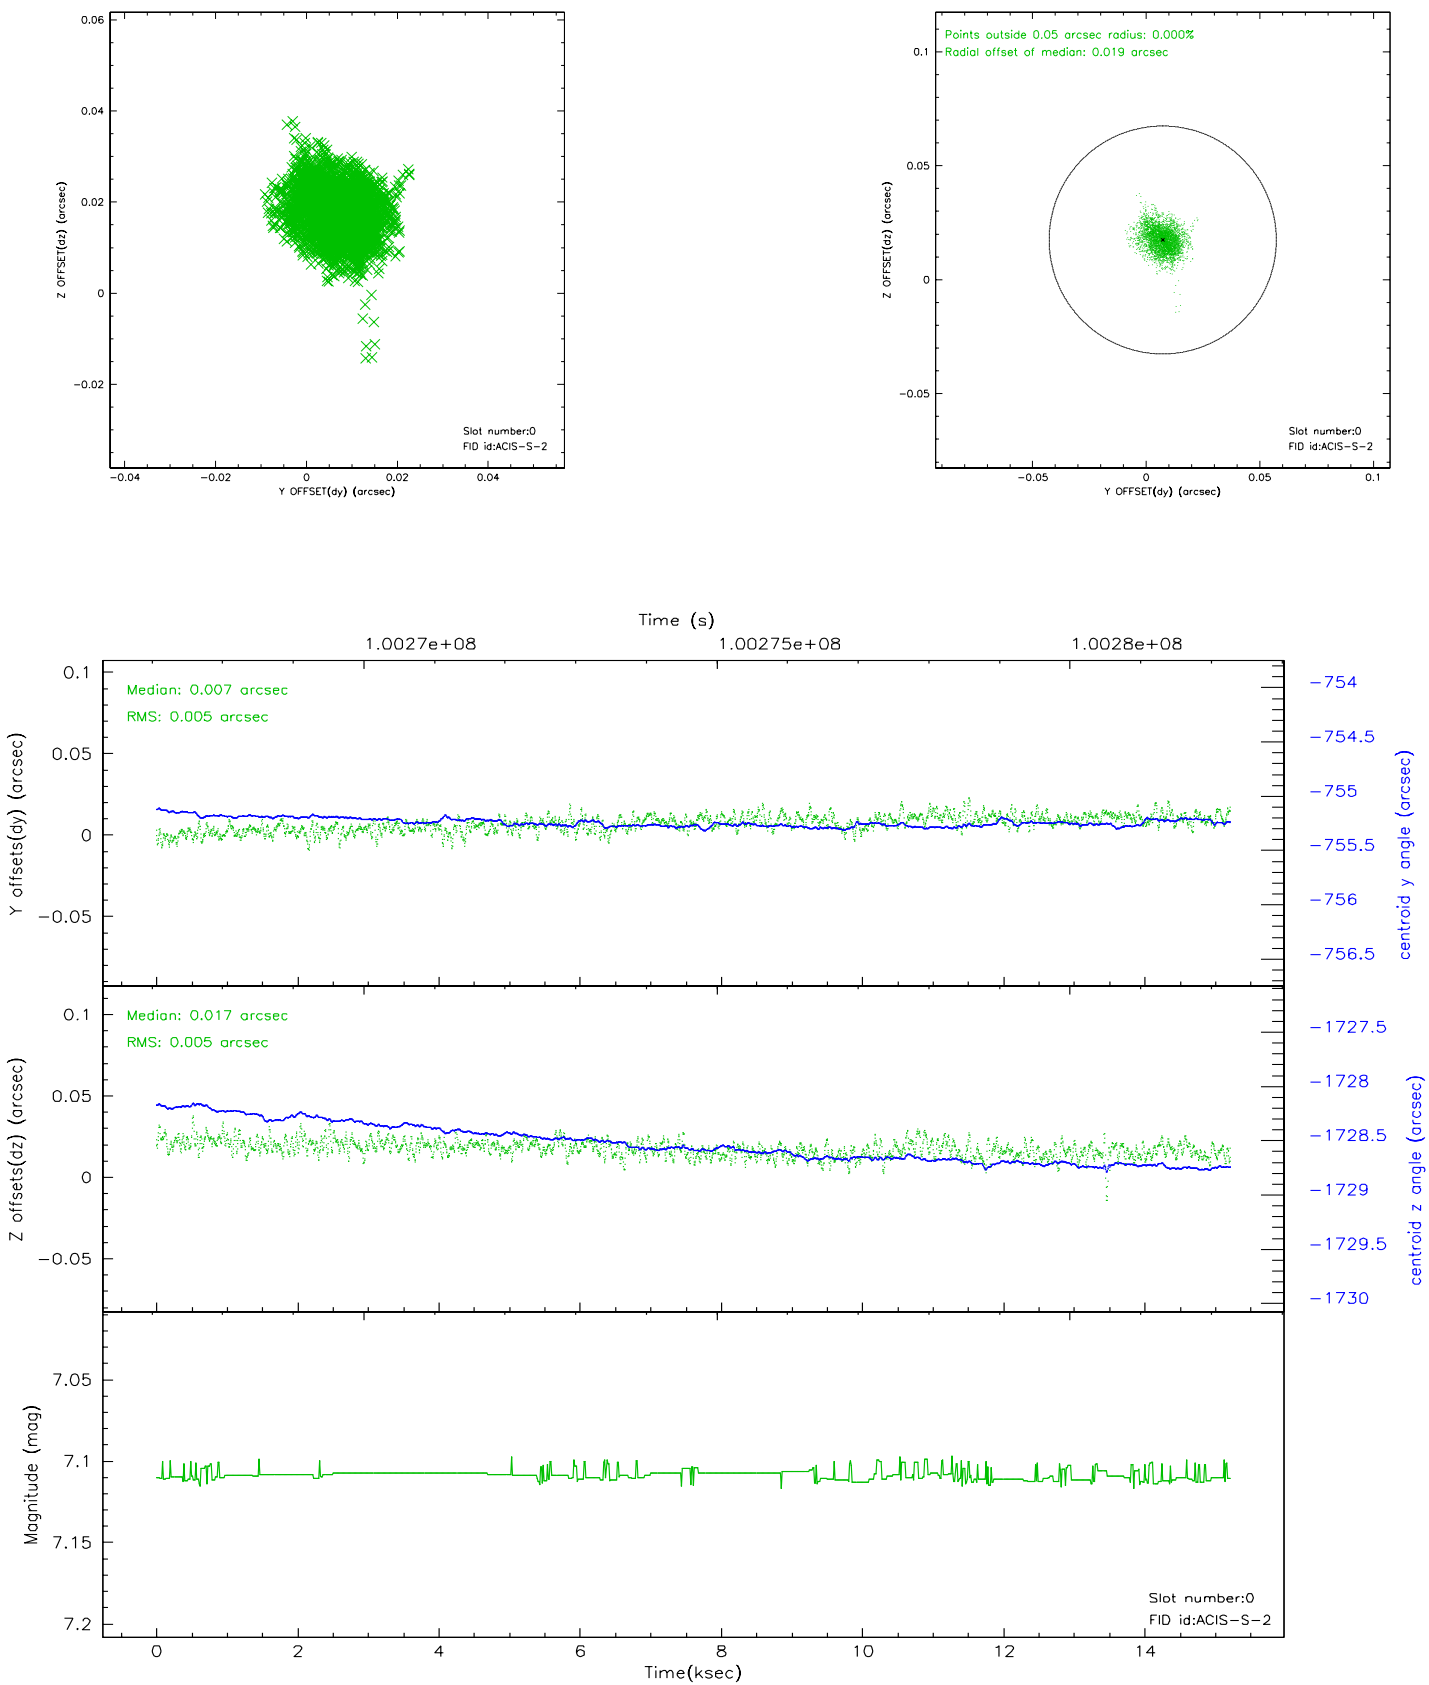 0.06
0.04
0.02
0
−0.02
Z OFFSET(dz) (arcsec)
Slot number:0
FID id:ACIS−S−2
−0.04
−0.02
0
0.02
0.04
Y OFFSET(dy) (arcsec)
Points outside 0.05 arcsec radius: 0.000%
Radial offset of median: 0.019 arcsec
0.1
0.05
0
−0.05
Z OFFSET(dz) (arcsec)
Slot number:0
FID id:ACIS−S−2
−0.05
0
0.05
0.1
Y OFFSET(dy) (arcsec)
Time (s)
1.0027e+08
1.00275e+08
1.0028e+08
Median: 0.007 arcsec
RMS: 0.005 arcsec
0.1
0.05
0
−0.05
Y offsets(dy) (arcsec)
−754
−754.5
−755
−755.5
−756
−756.5
centroid y angle (arcsec)
Median: 0.017 arcsec
RMS: 0.005 arcsec
0.1
0.05
0
−0.05
Z offsets(dz) (arcsec)
−1727.5
−1728
−1728.5
−1729
−1729.5
−1730
centroid z angle (arcsec)
7.05
7.1
7.15
7.2
Magnitude (mag)
Slot number:0
FID id:ACIS−S−2
0
2
4
6
8
10
12
14
Time(ksec)